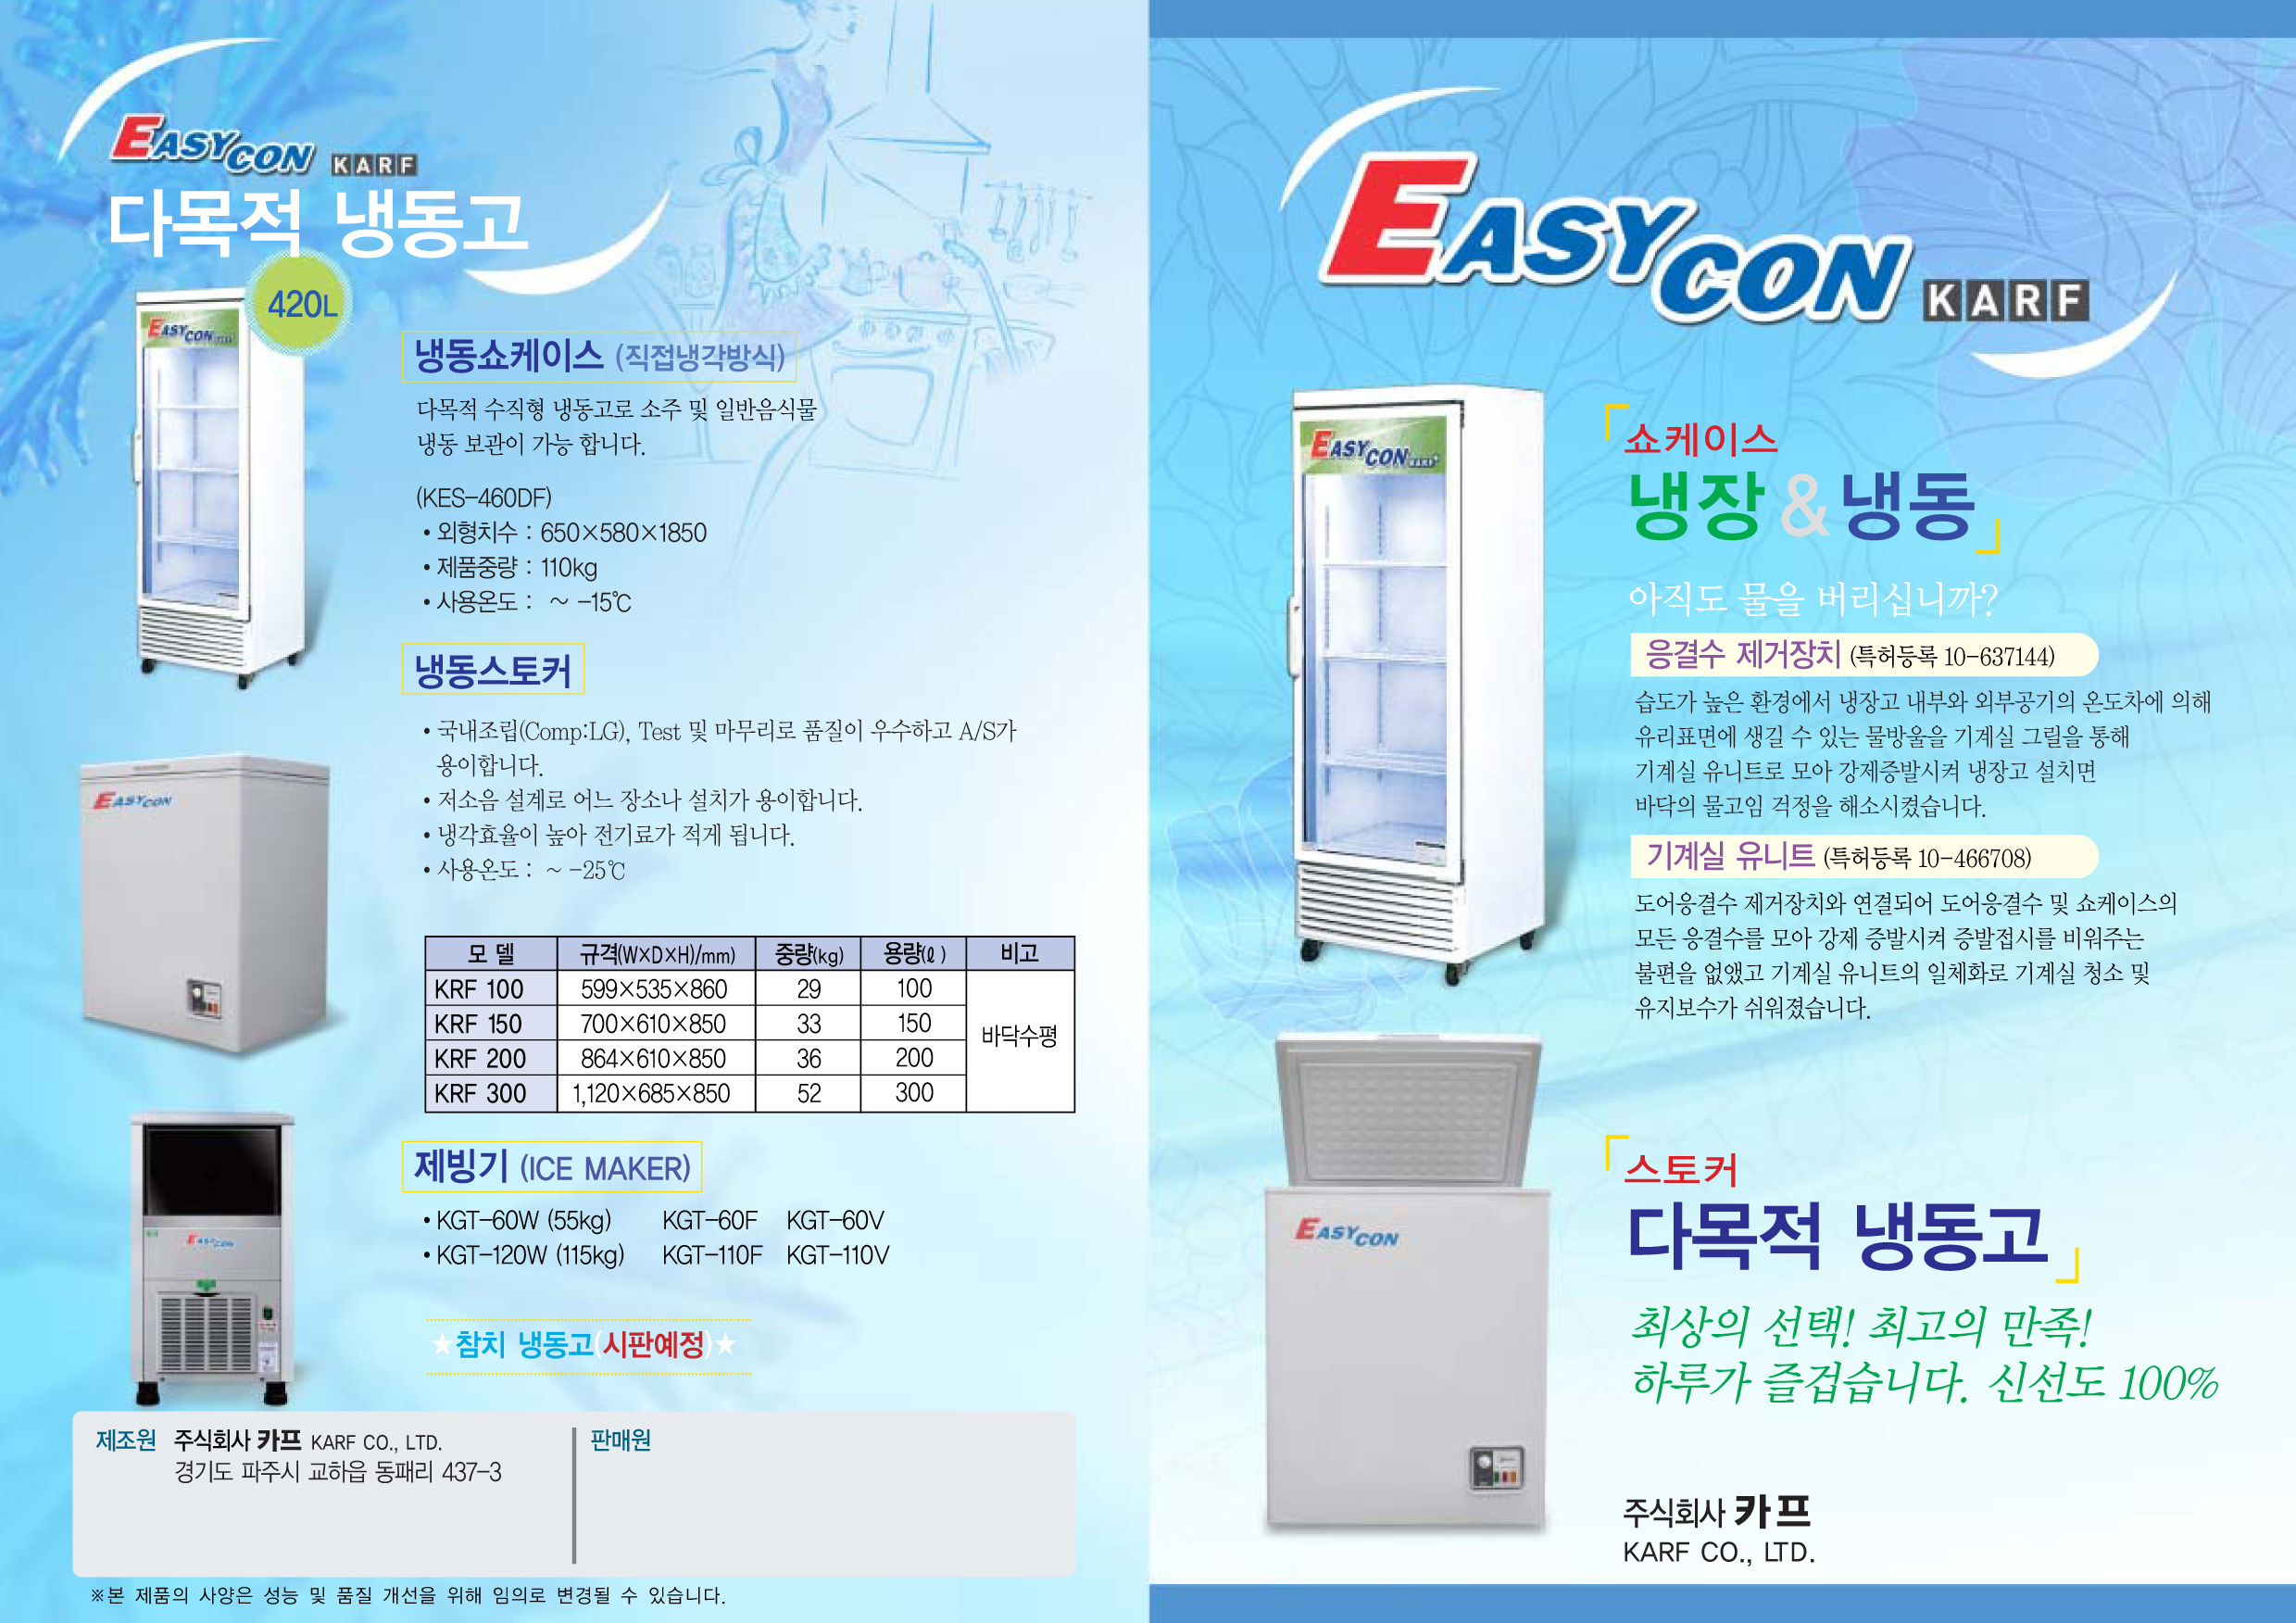 EASYCON KARF
다목적 냉동고
420L
EASYCON
냉동쇼케이스 (직접냉각방식)
다목적 수직형 냉동고로 소주 및 일반음식물
냉동 보관이 가능 합니다.
(KES-460DF)
• 외형치수 : 650×580×1850
• 제품중량 : 110kg
• 사용온도 : ~ -15℃
냉동스토커
• 국내조립(Comp:LG), Test 및 마무리로 품질이 우수하고 A/S가
용이합니다.
• 저소음 설계로 어느 장소나 설치가 용이합니다.
• 냉각효율이 높아 전기료가 적게 됩니다.
• 사용온도 : ~ -25℃
EASYCON
모 델 규격(W×D×H)/mm) 중량(kg) 용량(ℓ) 비고
KRF 100 599×535×860 29 100
KRF 150 700×610×850 33 150
바닥수평
KRF 200 864×610×850 36 200
KRF 300 1,120×685×850 52 300
제빙기 (ICE MAKER)
• KGT-60W (55kg) KGT-60F KGT-60V
• KGT-120W (115kg) KGT-110F KGT-110V
EASYCON
★참치 냉동고(시판예정)★
제조원 주식회사 카프 KARF CO., LTD.
경기도 파주시 교하읍 동패리 437-3
판매원
※본 제품의 사양은 성능 및 품질 개선을 위해 임의로 변경될 수 있습니다.
EASYCON KARF
EASYCON KARF
「쇼케이스
냉장 & 냉동」
아직도 물을 버리십니까?
응결수 제거장치 (특허등록 10-637144)
습도가 높은 환경에서 냉장고 내부와 외부공기의 온도차에 의해
유리표면에 생길 수 있는 물방울을 기계실 그릴을 통해
기계실 유니트로 모아 강제증발시켜 냉장고 설치면
바닥의 물고임 걱정을 해소시켰습니다.
기계실 유니트 (특허등록 10-466708)
도어응결수 제거장치와 연결되어 도어응결수 및 쇼케이스의
모든 응결수를 모아 강제 증발시켜 증발접시를 비워주는
불편을 없앴고 기계실 유니트의 일체화로 기계실 청소 및
유지보수가 쉬워졌습니다.
EASYCON
「스토커
다목적 냉동고」
최상의 선택! 최고의 만족!
하루가 즐겁습니다. 신선도 100%
주식회사 카프
KARF CO., LTD.